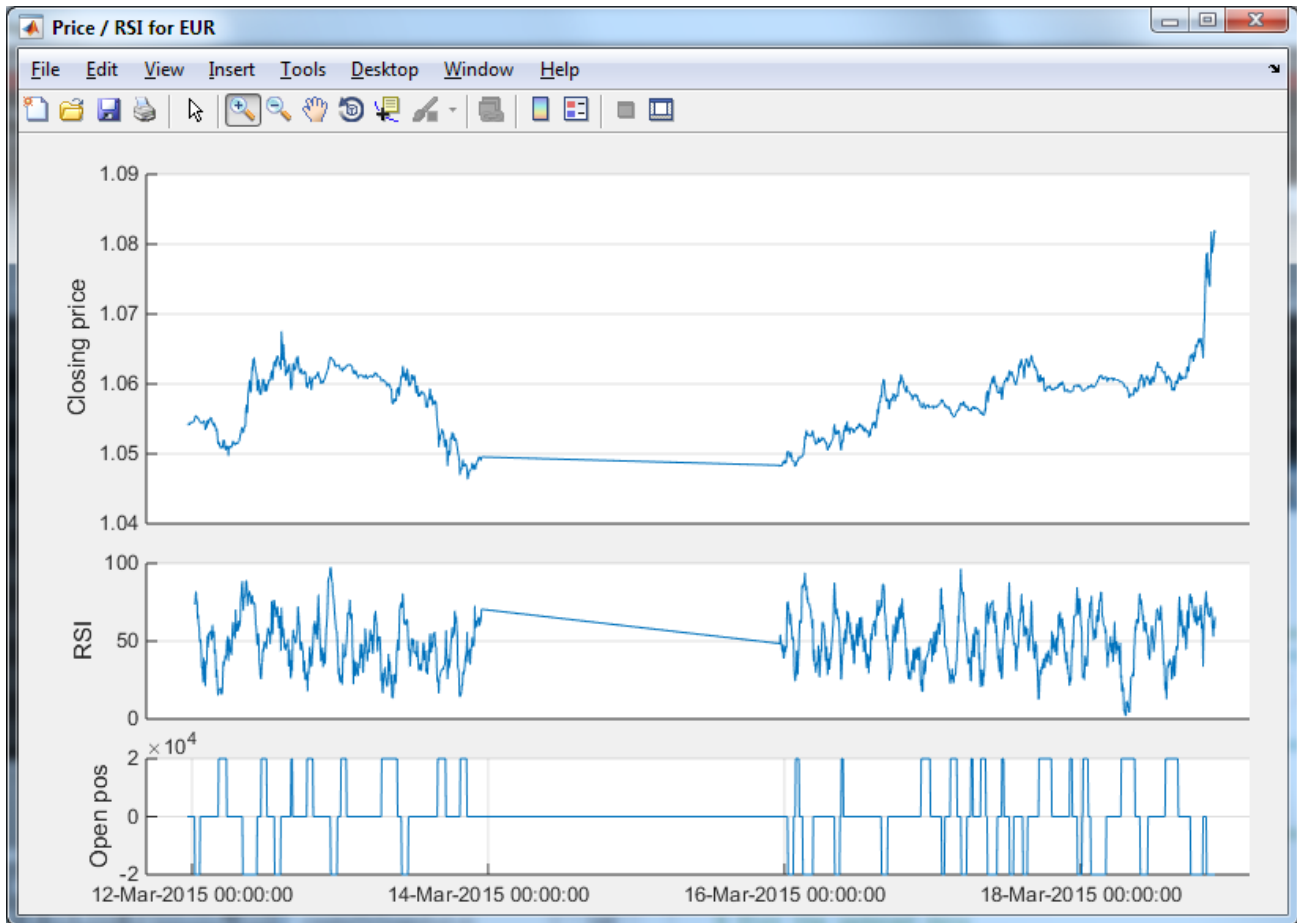 Price / RSI for EUR
File Edit View Insert Tools Desktop Window Help
1.09
1.08
1.07
1.06
1.05
1.04
Closing price
100
50
0
RSI
×10^4
2
0
-2
Open pos
12-Mar-2015 00:00:00 14-Mar-2015 00:00:00 16-Mar-2015 00:00:00 18-Mar-2015 00:00:00